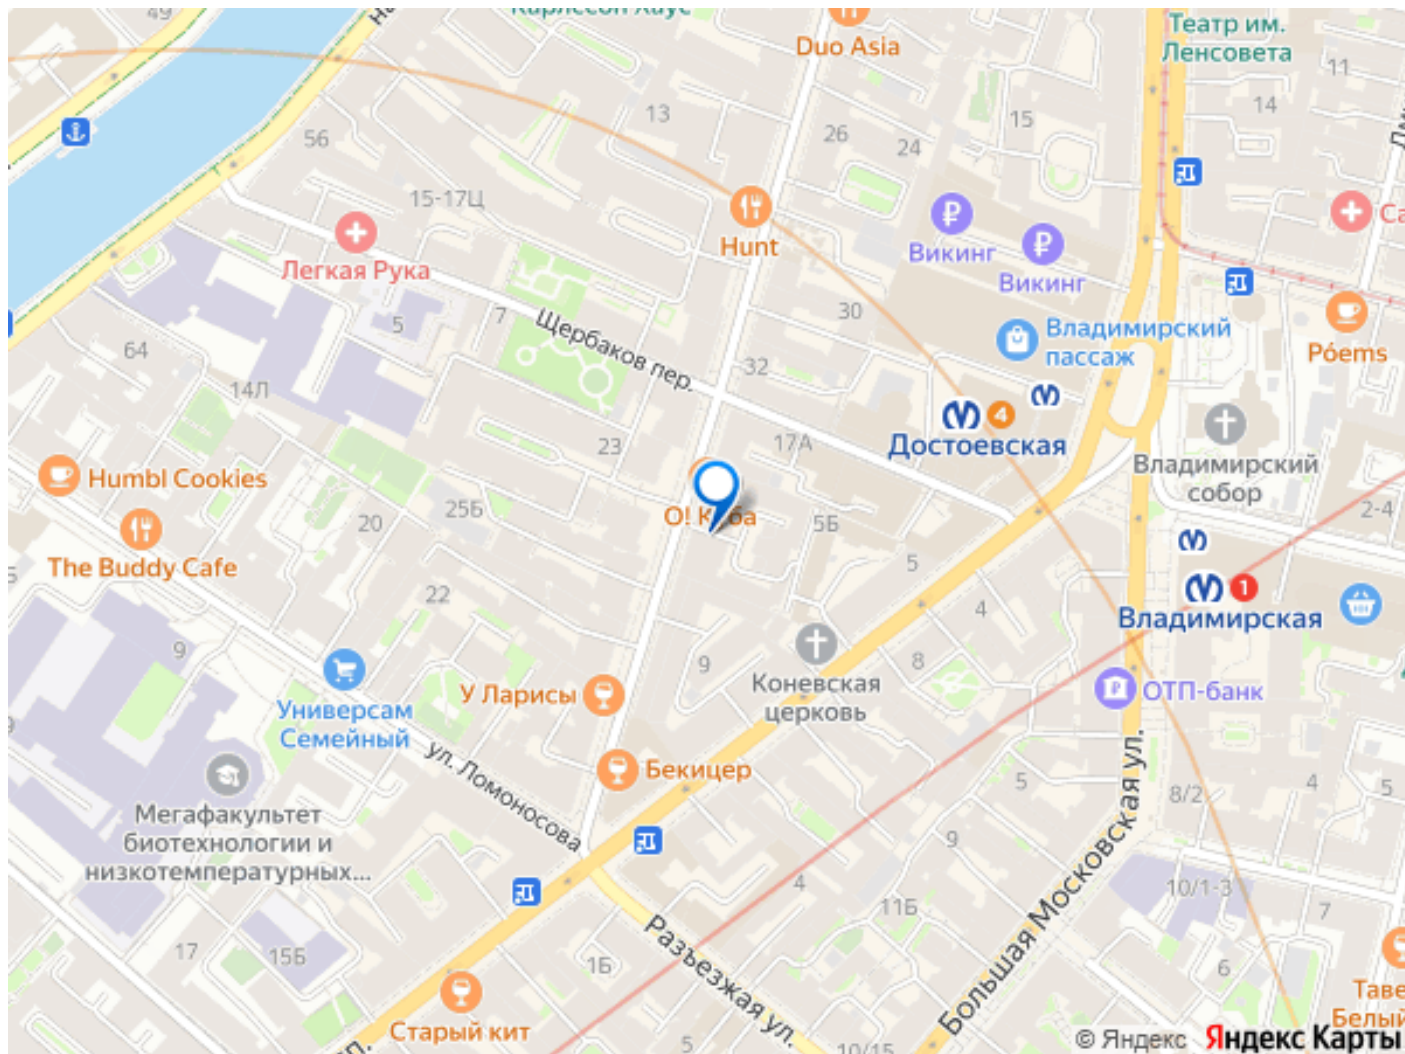 49
на
Карлссон Хаус
Duo Asia
Театр им.
Ленсовета
11
14
13
15
26
24
56
15-17Ц
Hunt
Викинг
Викинг
Легкая Рука
5
7
Щербаков пер.
30
Владимирский
пассаж
Póems
64
14Л
32
4
Достоевская
23
17А
Владимирский
собор
Humbl Cookies
25Б
20
5Б
2-4
The Buddy Cafe
5
22
4
1
Владимирская
9
9
8
У Ларисы
Коневская
церковь
ОТП-банк
Универсам
Семейный
ул. Ломоносова
Бекицер
5
4
5
8/2
Мегафакультет
биотехнологии и
низкотемпературных...
9
4
10/1-3
11Б
7
Большая Московская ул.
Разъезжая ул.
17
15Б
1Б
6
Старый кит
5
10/15
Белый
© Яндекс Яндекс Карты